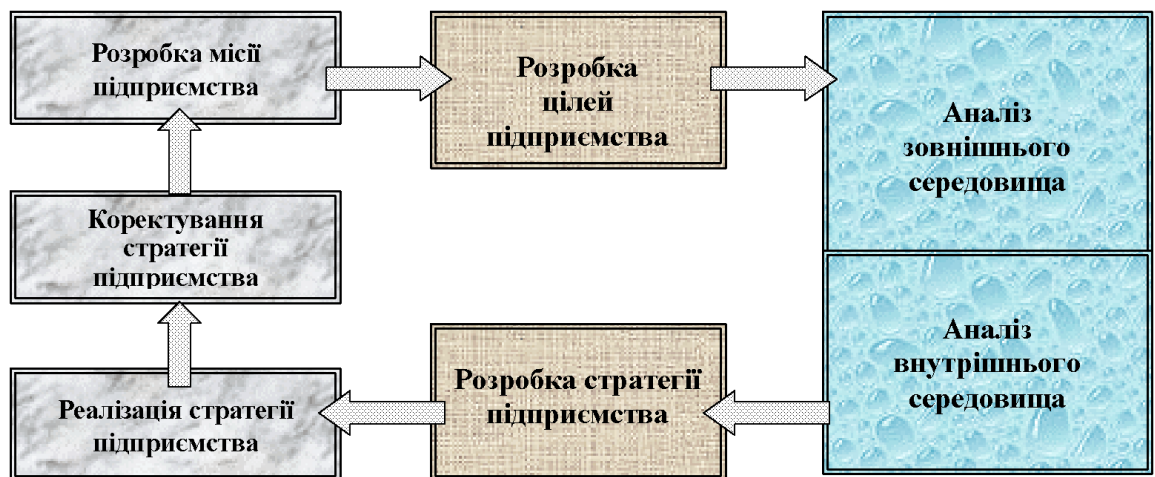 Розробка місії
підприємства
Розробка
цілей
підприємства
Аналіз
зовнішнього
середовища
Коректування
стратегії
підприємства
Аналіз
внутрішнього
середовища
Розробка стратегії
підприємства
Реалізація стратегії
підприємства